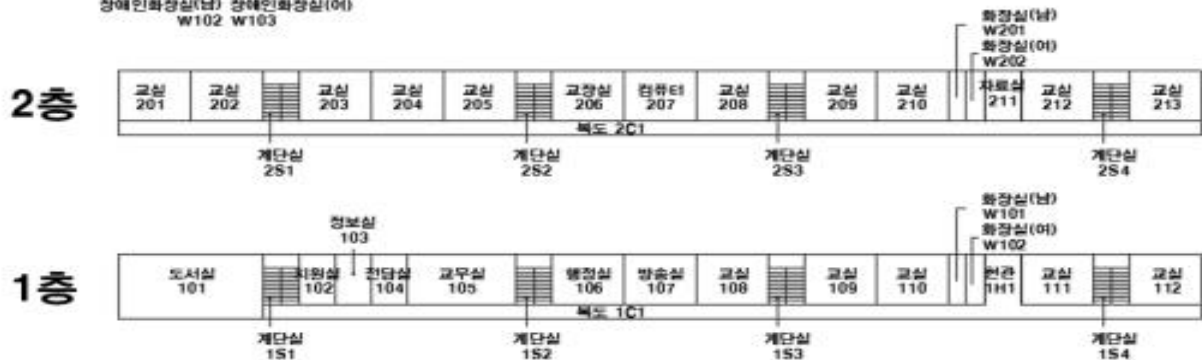 장애인화장실(남) 장애인화장실(여)
W102 W103
화장실(남)
W201
화장실(여)
W202
2층
교실 교실 교실 교실 교실 교장실 컴퓨터 교실 교실 교실 자료실 교실 교실
201 202 203 204 205 206 207 208 209 210 211 212 213
복도 2C1
계단실 계단실 계단실 계단실
2S1 2S2 2S3 2S4
화장실(남)
W101
화장실(여)
W102
정보실
103
1층
도서실 지원실 전담실 교무실 행정실 방송실 교실 교실 교실 현관 교실 교실
101 102 104 105 106 107 108 109 110 1H1 111 112
복도 1C1
계단실 계단실 계단실 계단실
1S1 1S2 1S3 1S4